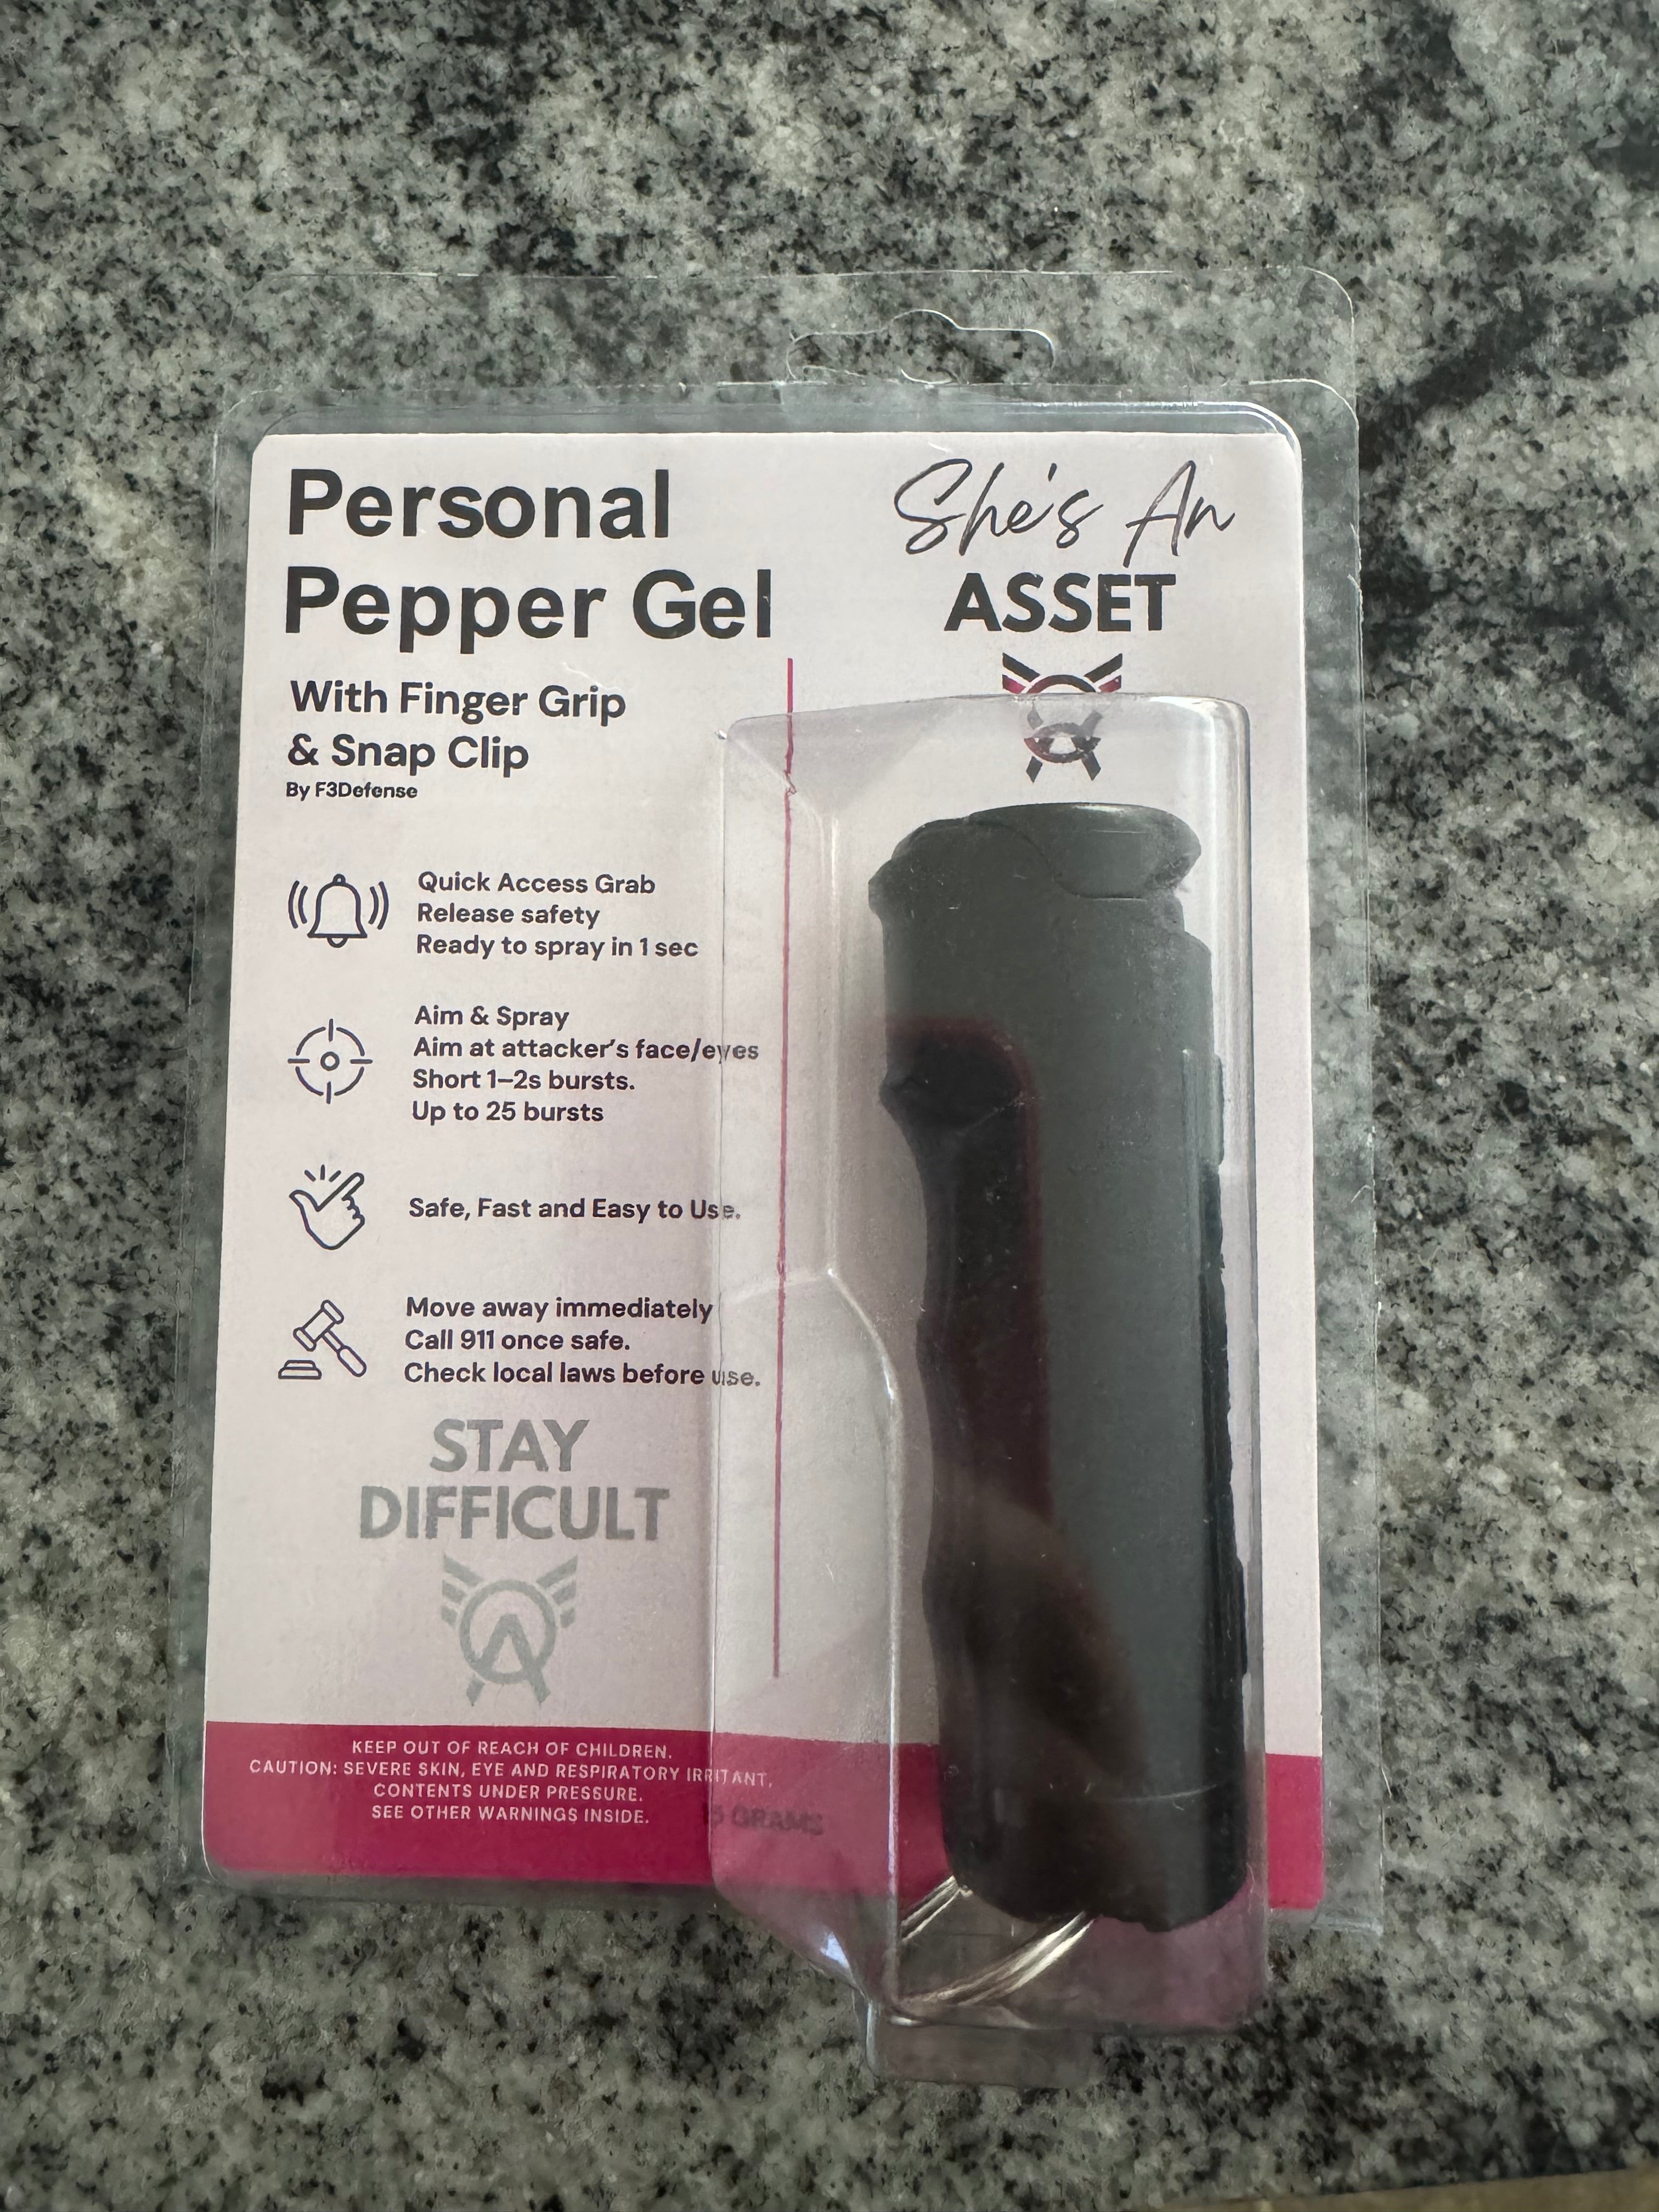 Personal
Pepper Gel
With Finger Grip
& Snap Clip
By F3Defense
She's An
ASSET
Quick Access Grab
Release safety
Ready to spray in 1 sec
Aim & Spray
Aim at attacker's face/eyes
Short 1–2s bursts.
Up to 25 bursts
Safe, Fast and Easy to Use.
Move away immediately
Call 911 once safe.
Check local laws before use.
STAY
DIFFICULT
KEEP OUT OF REACH OF CHILDREN.
CAUTION: SEVERE SKIN, EYE AND RESPIRATORY IRRITANT,
CONTENTS UNDER PRESSURE.
SEE OTHER WARNINGS INSIDE.
GRAMS